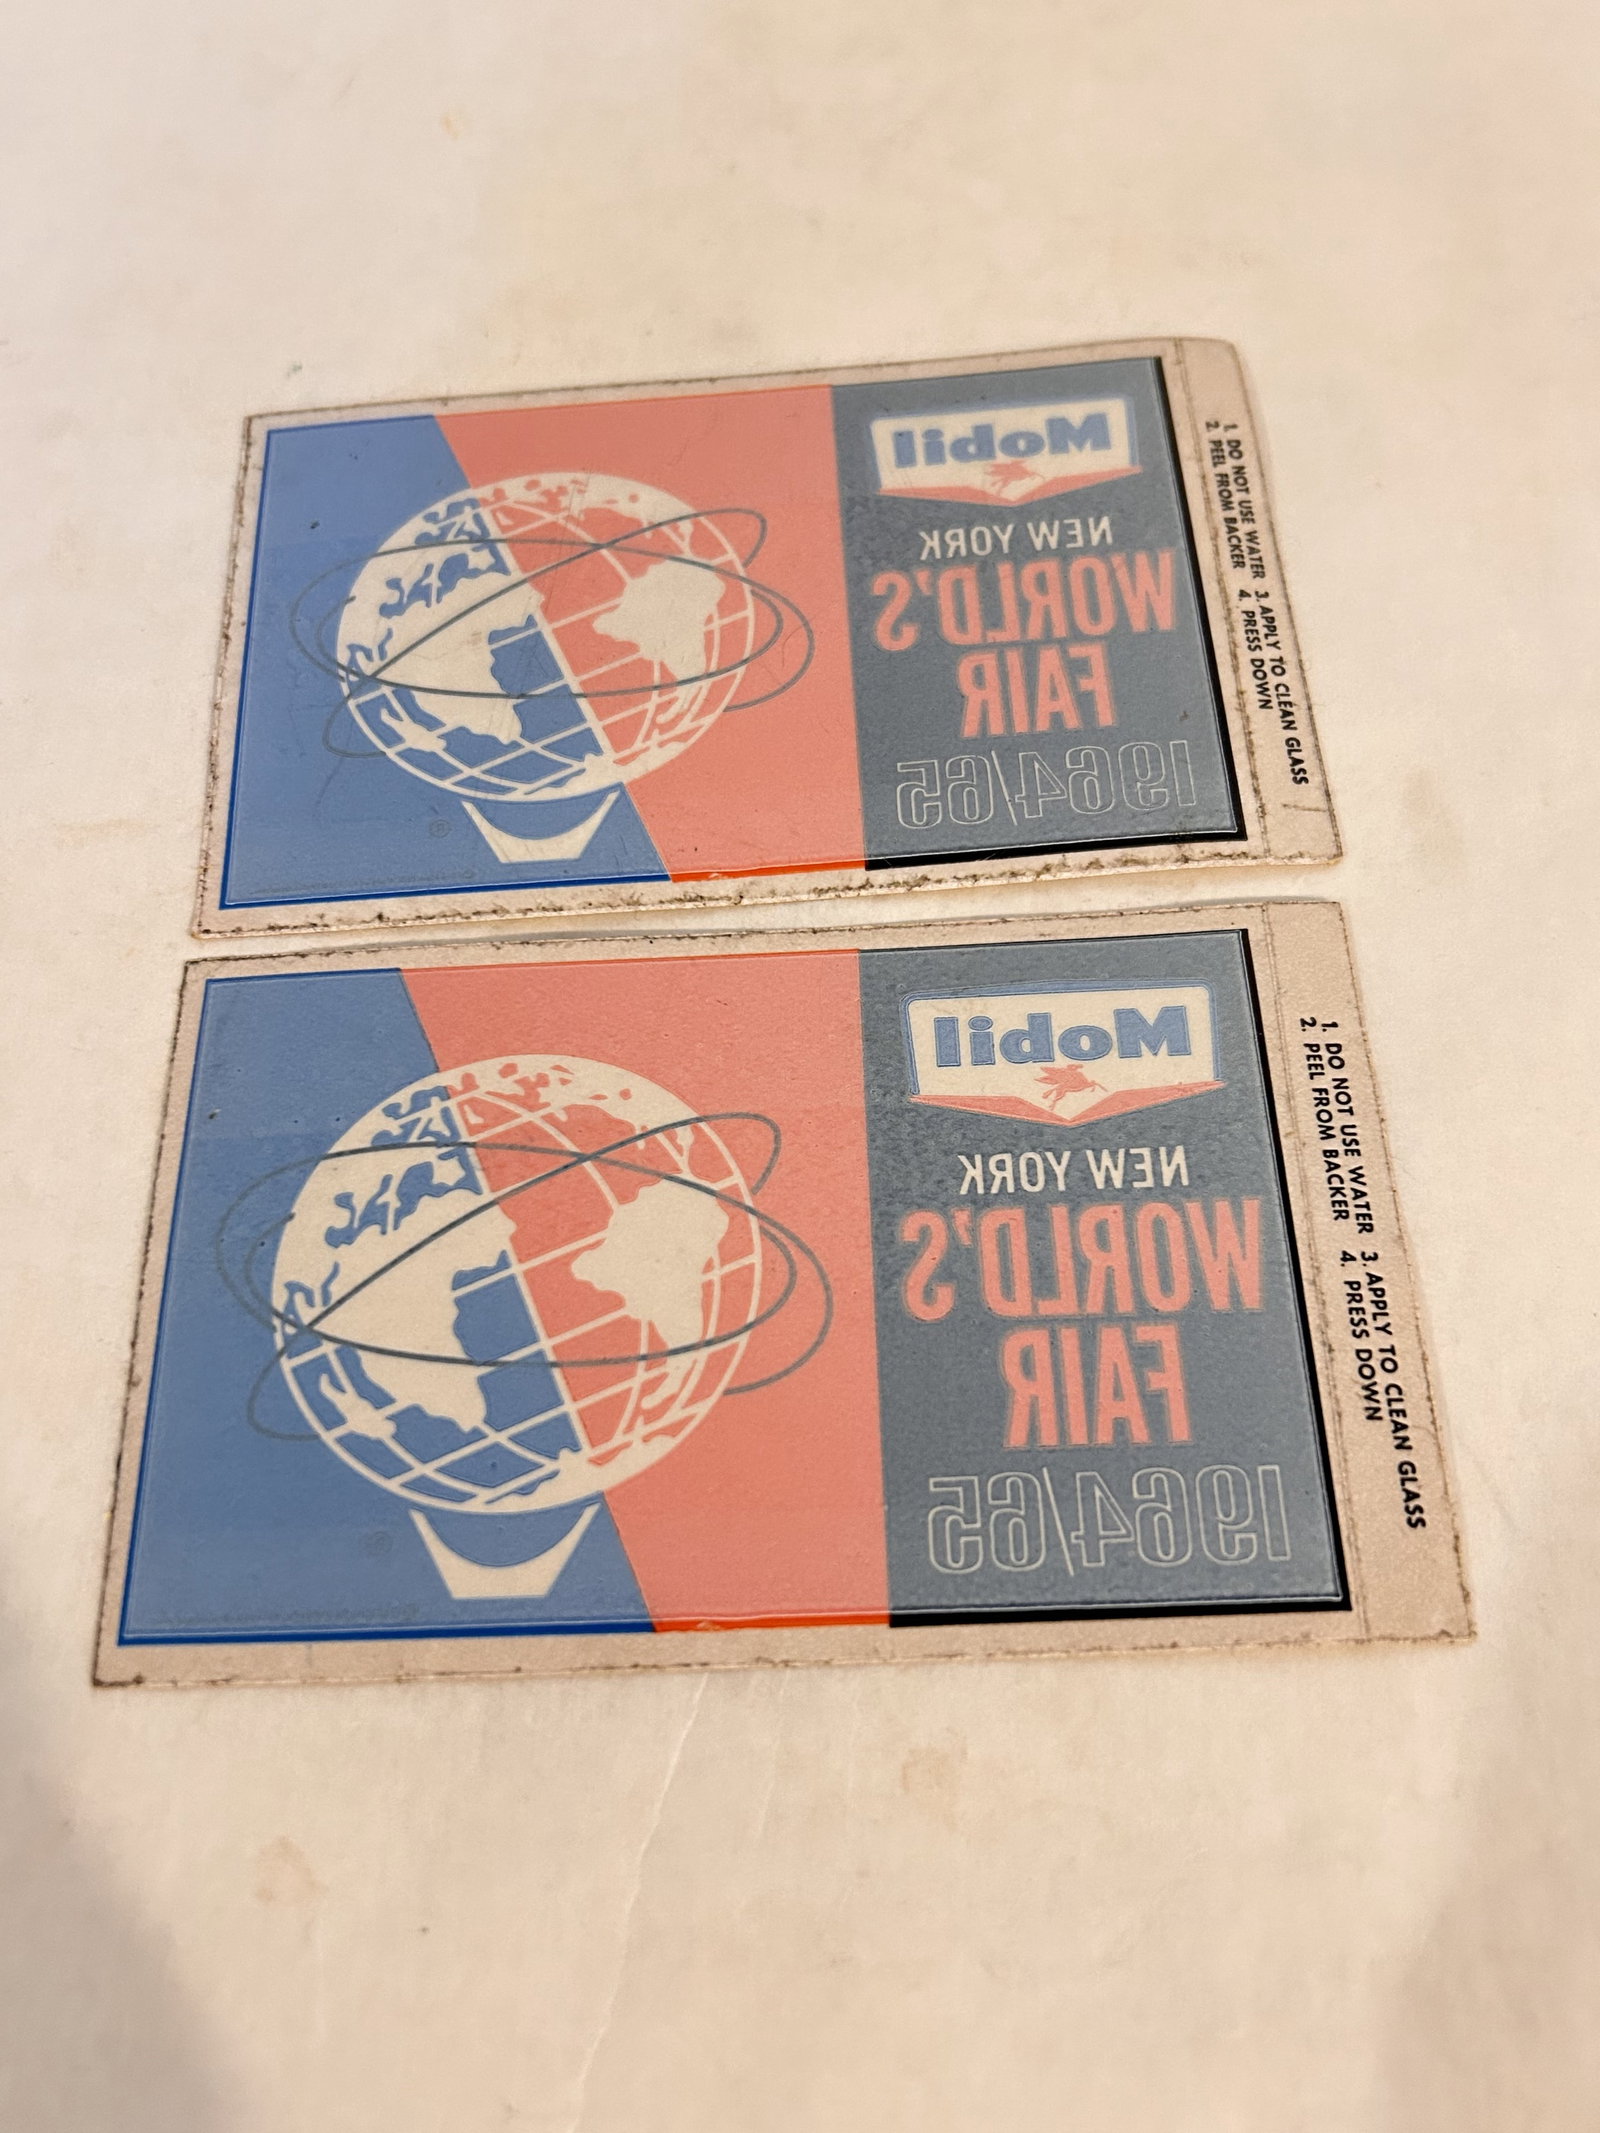 Mobil
NEW YORK
WORLD'S
FAIR
1964/65
®
1. DO NOT USE WATER 3. APPLY TO CLEAN GLASS
2. PEEL FROM BACKER 4. PRESS DOWN
Mobil
NEW YORK
WORLD'S
FAIR
1964/65
®
1. DO NOT USE WATER 3. APPLY TO CLEAN GLASS
2. PEEL FROM BACKER 4. PRESS DOWN